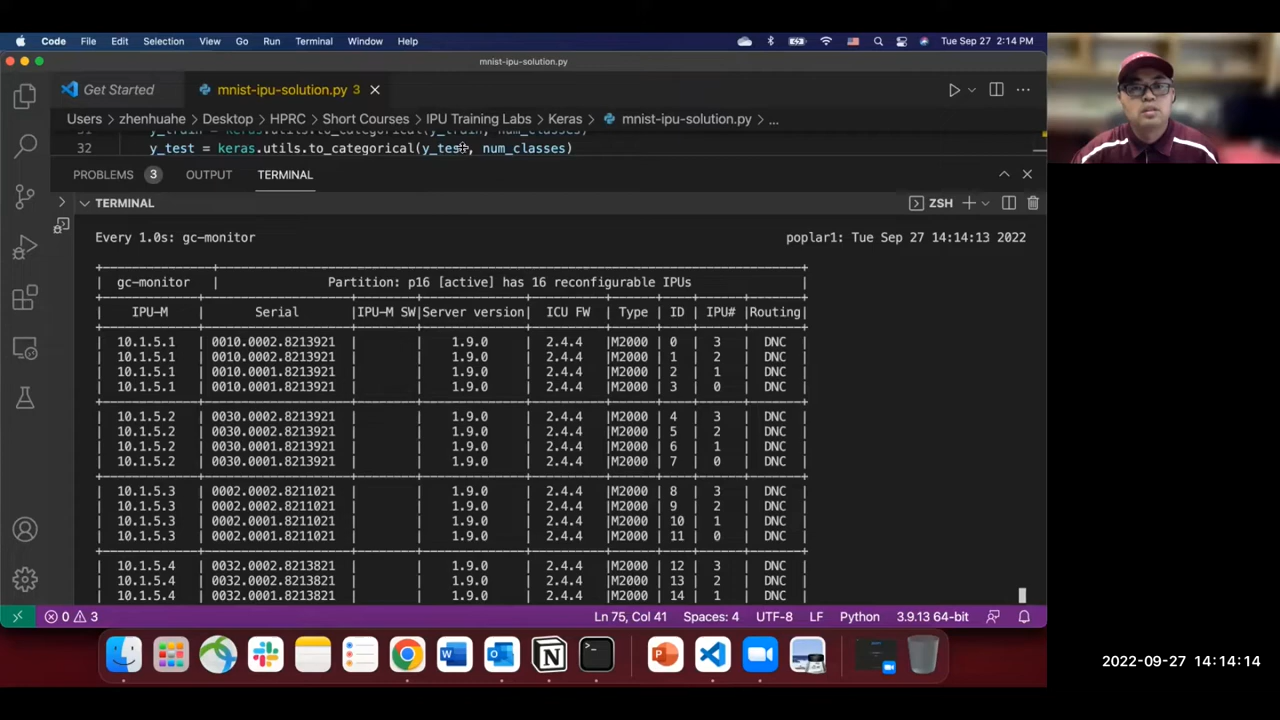 Code File Edit Selection View Go Run Terminal Window Help Tue Sep 27 2:14 PM
mnist-ipu-solution.py
Get Started mnist-ipu-solution.py 3
Users > zhenhuahe > Desktop > HPRC > Short Courses > IPU Training Labs > Keras > mnist-ipu-solution.py > ...
31 y_train = keras.utils.to_categorical(y_train, num_classes)
32 y_test = keras.utils.to_categorical(y_test, num_classes)
PROBLEMS 3 OUTPUT TERMINAL
TERMINAL ZSH
Every 1.0s: gc-monitor poplar1: Tue Sep 27 14:14:13 2022
| gc-monitor | Partition: p16 [active] has 16 reconfigurable IPUs |
| IPU-M | Serial |IPU-M SW|Server version| ICU FW | Type | ID | IPU# |Routing|
| 10.1.5.1 | 0010.0002.8213921 | | 1.9.0 | 2.4.4 |M2000 | 0 | 3 | DNC |
| 10.1.5.1 | 0010.0002.8213921 | | 1.9.0 | 2.4.4 |M2000 | 1 | 2 | DNC |
| 10.1.5.1 | 0010.0001.8213921 | | 1.9.0 | 2.4.4 |M2000 | 2 | 1 | DNC |
| 10.1.5.1 | 0010.0001.8213921 | | 1.9.0 | 2.4.4 |M2000 | 3 | 0 | DNC |
| 10.1.5.2 | 0030.0002.8213921 | | 1.9.0 | 2.4.4 |M2000 | 4 | 3 | DNC |
| 10.1.5.2 | 0030.0002.8213921 | | 1.9.0 | 2.4.4 |M2000 | 5 | 2 | DNC |
| 10.1.5.2 | 0030.0001.8213921 | | 1.9.0 | 2.4.4 |M2000 | 6 | 1 | DNC |
| 10.1.5.2 | 0030.0001.8213921 | | 1.9.0 | 2.4.4 |M2000 | 7 | 0 | DNC |
| 10.1.5.3 | 0002.0002.8211021 | | 1.9.0 | 2.4.4 |M2000 | 8 | 3 | DNC |
| 10.1.5.3 | 0002.0002.8211021 | | 1.9.0 | 2.4.4 |M2000 | 9 | 2 | DNC |
| 10.1.5.3 | 0002.0001.8211021 | | 1.9.0 | 2.4.4 |M2000 | 10 | 1 | DNC |
| 10.1.5.3 | 0002.0001.8211021 | | 1.9.0 | 2.4.4 |M2000 | 11 | 0 | DNC |
| 10.1.5.4 | 0032.0002.8213821 | | 1.9.0 | 2.4.4 |M2000 | 12 | 3 | DNC |
| 10.1.5.4 | 0032.0002.8213821 | | 1.9.0 | 2.4.4 |M2000 | 13 | 2 | DNC |
| 10.1.5.4 | 0032.0001.8213821 | | 1.9.0 | 2.4.4 |M2000 | 14 | 1 | DNC |
0 3 Ln 75, Col 41 Spaces: 4 UTF-8 LF Python 3.9.13 64-bit
2022-09-27 14:14:14